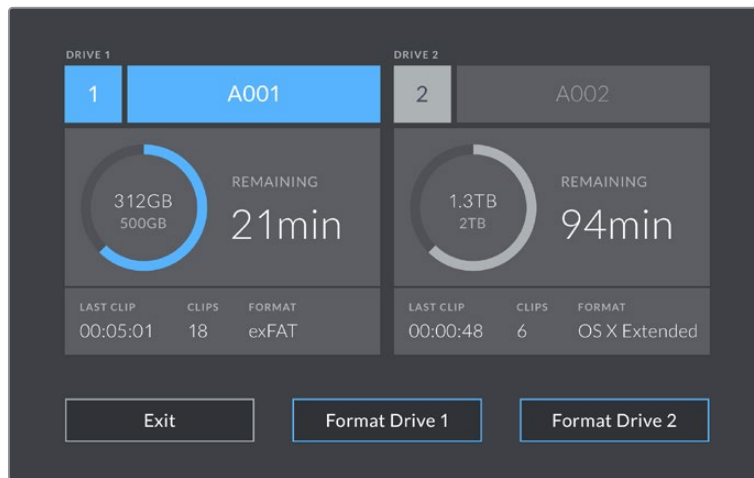 DRIVE 1
1
A001
312GB
500GB
REMAINING
21min
LAST CLIP CLIPS FORMAT
00:05:01 18 exFAT
DRIVE 2
2
A002
1.3TB
2TB
REMAINING
94min
LAST CLIP CLIPS FORMAT
00:00:48 6 OS X Extended
Exit
Format Drive 1
Format Drive 2